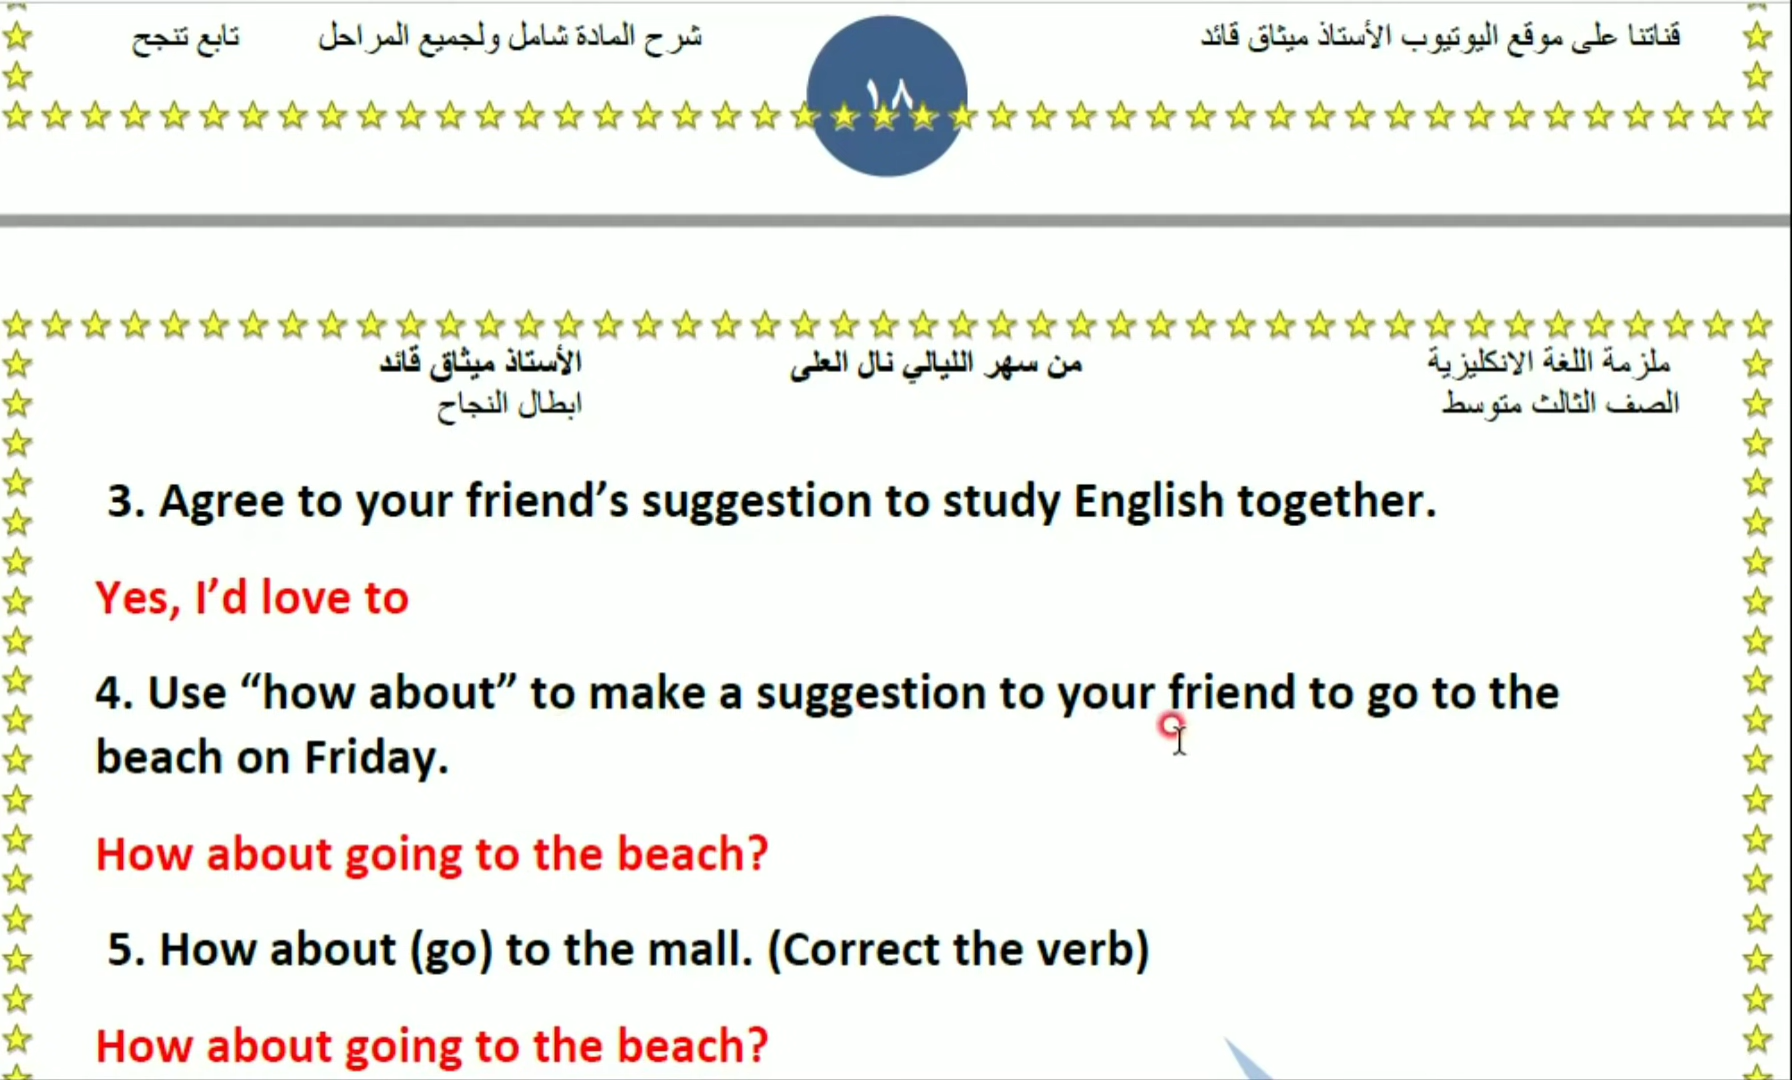 قناتنا على موقع اليوتيوب الأستاذ ميثاق قائد
١٨
شرح المادة شامل ولجميع المراحل
تابع تنجح
ملزمة اللغة الانكليزية
من سهر الليالي نال العلى
الأستاذ ميثاق قائد
الصف الثالث متوسط
ابطال النجاح
3. Agree to your friend’s suggestion to study English together.
Yes, I’d love to
4. Use “how about” to make a suggestion to your friend to go to the
beach on Friday.
How about going to the beach?
5. How about (go) to the mall. (Correct the verb)
How about going to the beach?